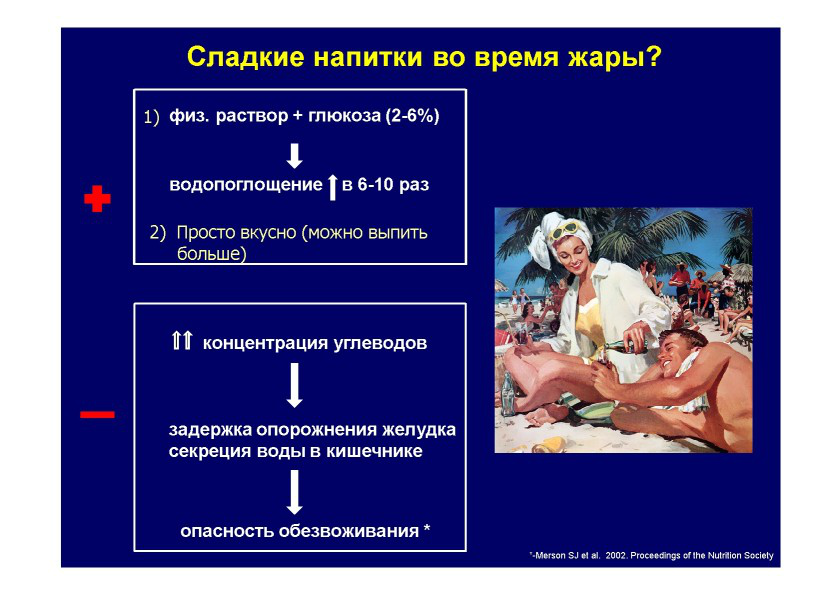 Сладкие напитки во время жары?
1) физ. раствор + глюкоза (2-6%)
водопоглощение ↑ в 6-10 раз
2) Просто вкусно (можно выпить
больше)
⇑⇑ концентрация углеводов
задержка опорожнения желудка
секреция воды в кишечнике
опасность обезвоживания *
*-Merson SJ et al. 2002. Proceedings of the Nutrition Society